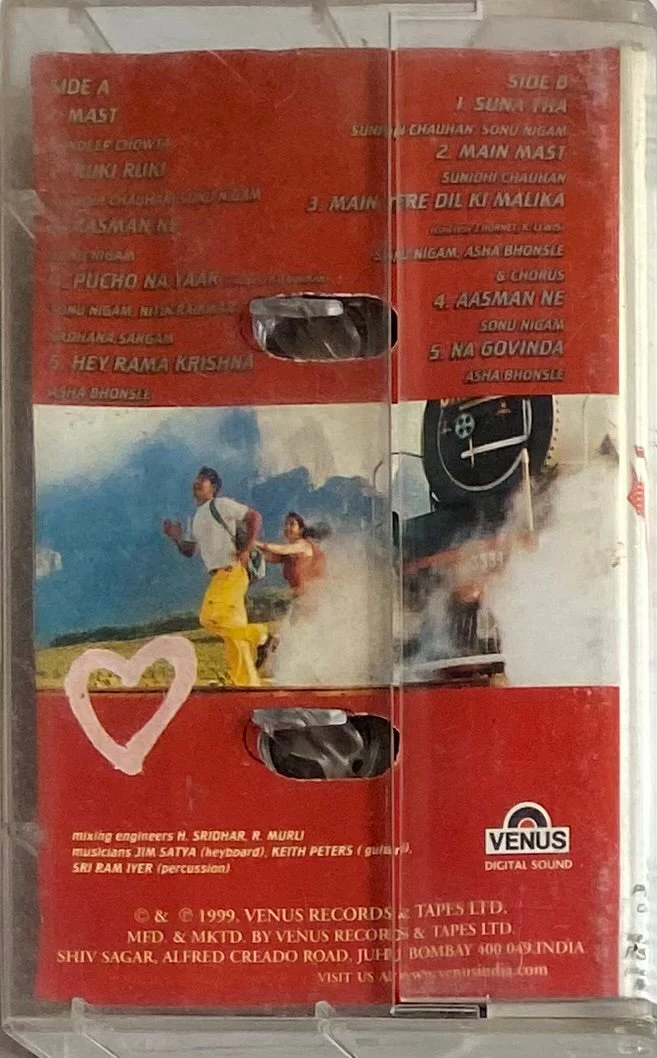 SIDE A
MAST
RUKI RUKI
CHAUHAN, SONU NIGAM
AASMAN NE
NIGAM
PUCHO NA YAAR
SONU NIGAM, NITIN RAIKWAR
SADHANA SARGAM
5. HEY RAMA KRISHNA
ASHA BHONSLE
SIDE B
1. SUNA THA
SUNIDHI CHAUHAN, SONU NIGAM
2. MAIN MAST
SUNIDHI CHAUHAN
3. MAIN TERE DIL KI MALIKA
SONU NIGAM, ASHA BHONSLE
& CHORUS
4. AASMAN NE
SONU NIGAM
5. NA GOVINDA
ASHA BHONSLE
mixing engineers H. SRIDHAR, R. MURLI
musicians JIM SATYA (keyboard), KEITH PETERS ( guitar),
SRI RAM IYER (percussion)
VENUS
DIGITAL SOUND
© & ℗ 1999, VENUS RECORDS & TAPES LTD.
MFD. & MKTD. BY VENUS RECORDS & TAPES LTD.
SHIV SAGAR, ALFRED CREADO ROAD, JUHU BOMBAY 400 049.INDIA
VISIT US AT www.venusindia.com